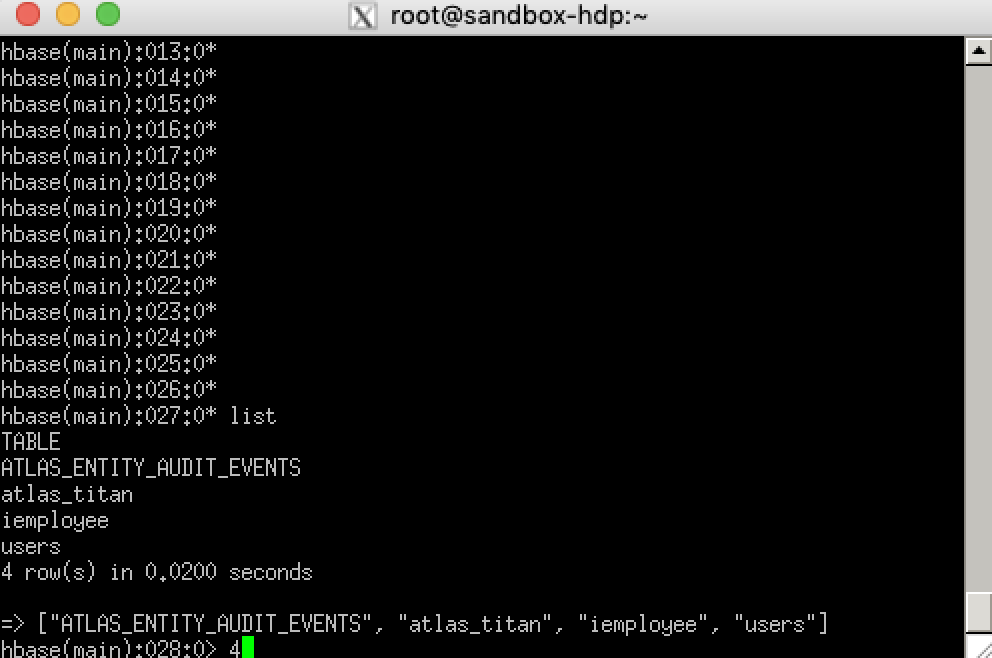 root@sandbox-hdp:~
hbase(main):013:0*
hbase(main):014:0*
hbase(main):015:0*
hbase(main):016:0*
hbase(main):017:0*
hbase(main):018:0*
hbase(main):019:0*
hbase(main):020:0*
hbase(main):021:0*
hbase(main):022:0*
hbase(main):023:0*
hbase(main):024:0*
hbase(main):025:0*
hbase(main):026:0*
hbase(main):027:0* list
TABLE
ATLAS_ENTITY_AUDIT_EVENTS
atlas_titan
iemployee
users
4 row(s) in 0.0200 seconds
=> ["ATLAS_ENTITY_AUDIT_EVENTS", "atlas_titan", "iemployee", "users"]
hbase(main):028:0> 4